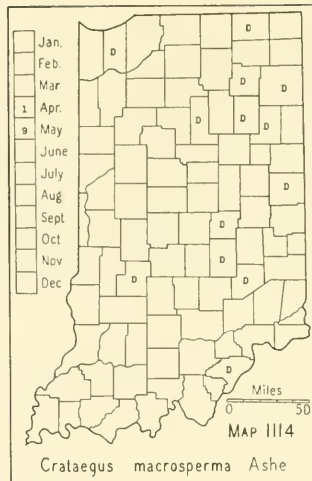 Jan.
Feb.
Mar
1 Apr.
9 May
June
July
Aug
Sept
Oct
Nov
Dec
D
D
D
D
D D
D
D
D
D
D D
D
Miles
0 50
MAP 1114
Crataegus macrosperma Ashe